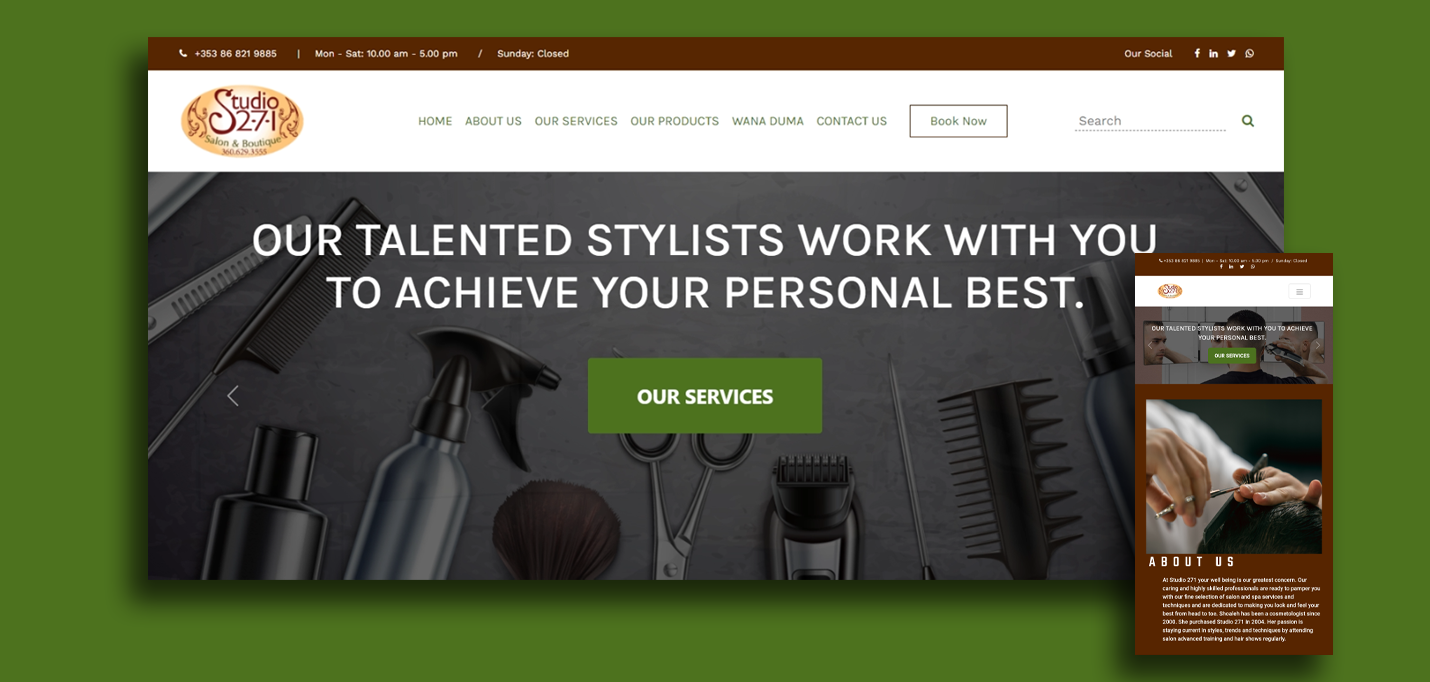 +353 86 821 9885 | Mon - Sat: 10.00 am - 5.00 pm / Sunday: Closed
Our Social
Studio
2-7-1
Salon & Boutique
360.629.3555
HOME ABOUT US OUR SERVICES OUR PRODUCTS WANA DUMA CONTACT US
Book Now
Search
OUR TALENTED STYLISTS WORK WITH YOU
TO ACHIEVE YOUR PERSONAL BEST.
OUR SERVICES
+353 86 821 9885 | Mon - Sat: 10.00 am - 5.00 pm / Sunday: Closed
Studio
2-7-1
OUR TALENTED STYLISTS WORK WITH YOU TO ACHIEVE
YOUR PERSONAL BEST.
OUR SERVICES
ABOUT US
At Studio 271 your well being is our greatest concern. Our
caring and highly skilled professionals are ready to pamper you
with our fine selection of salon and spa services and
techniques and are dedicated to making you look and feel your
best from head to toe. Shoaleh has been a cosmetologist since
2000. She purchased Studio 271 in 2004. Her passion is
staying current in styles, trends and techniques by attending
salon advanced training and hair shows regularly.